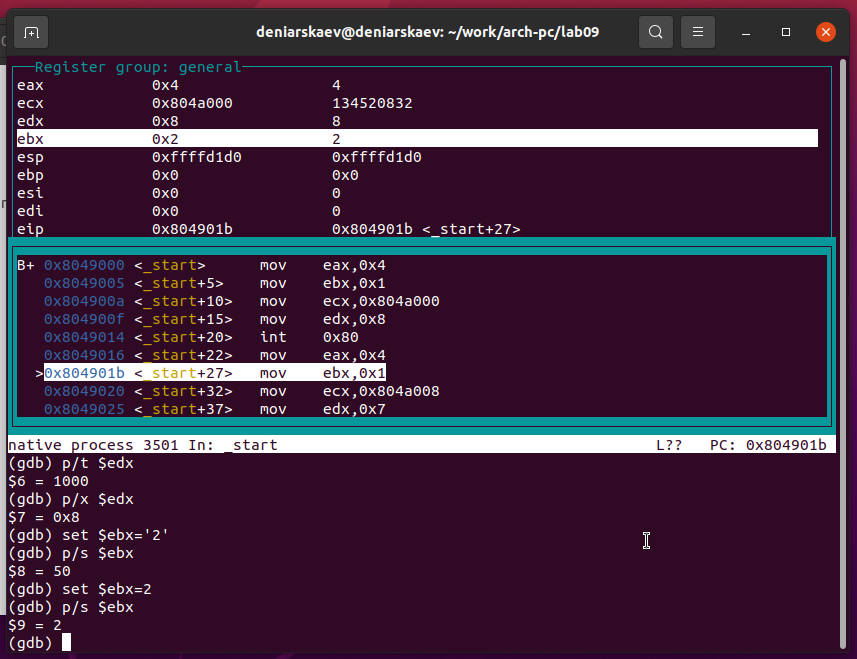 deniarskaev@deniarskaev: ~/work/arch-pc/lab09
Register group: general
eax 0x4 4
ecx 0x804a000 134520832
edx 0x8 8
ebx 0x2 2
esp 0xffffd1d0 0xffffd1d0
ebp 0x0 0x0
esi 0x0 0
edi 0x0 0
eip 0x804901b 0x804901b <_start+27>
B+ 0x8049000 <_start> mov eax,0x4
0x8049005 <_start+5> mov ebx,0x1
0x804900a <_start+10> mov ecx,0x804a000
0x804900f <_start+15> mov edx,0x8
0x8049014 <_start+20> int 0x80
0x8049016 <_start+22> mov eax,0x4
>0x804901b <_start+27> mov ebx,0x1
0x8049020 <_start+32> mov ecx,0x804a008
0x8049025 <_start+37> mov edx,0x7
native process 3501 In: _start L?? PC: 0x804901b
(gdb) p/t $edx
$6 = 1000
(gdb) p/x $edx
$7 = 0x8
(gdb) set $ebx='2'
(gdb) p/s $ebx
$8 = 50
(gdb) set $ebx=2
(gdb) p/s $ebx
$9 = 2
(gdb)